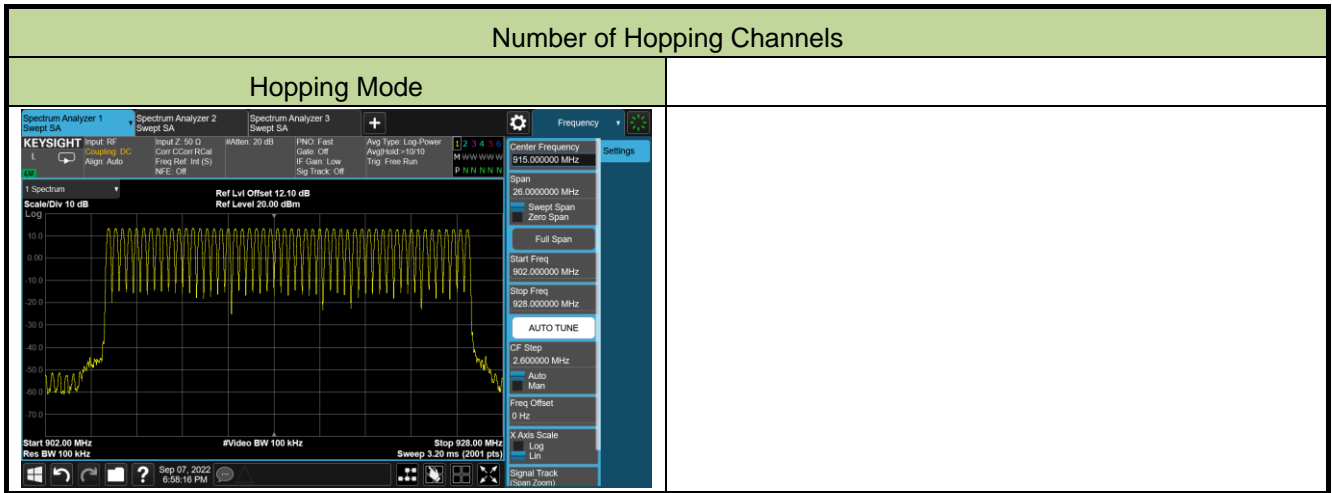 Number of Hopping Channels
Hopping Mode
Spectrum Analyzer 1
Swept SA
Spectrum Analyzer 2
Swept SA
Spectrum Analyzer 3
Swept SA
+
Frequency
KEYSIGHT
L
Input: RF
Coupling: DC
Align: Auto
Input Z: 50 Ω
Corr CCorr RCal
Freq Ref: Int (S)
NFE: Off
#Atten: 20 dB
PNO: Fast
Gate: Off
IF Gain: Low
Sig Track: Off
Avg Type: Log-Power
Avg|Hold:>10/10
Trig: Free Run
1 2 3 4 5 6
M W W W W W
P N N N N N
Settings
1 Spectrum
Scale/Div 10 dB
Log
Ref Lvl Offset 12.10 dB
Ref Level 20.00 dBm
10.0
0.00
-10.0
-20.0
-30.0
-40.0
-50.0
-60.0
-70.0
Start 902.00 MHz
Res BW 100 kHz
#Video BW 100 kHz
Stop 928.00 MHz
Sweep 3.20 ms (2001 pts)
Center Frequency
915.000000 MHz
Span
26.0000000 MHz
Swept Span
Zero Span
Full Span
Start Freq
902.000000 MHz
Stop Freq
928.000000 MHz
AUTO TUNE
CF Step
2.600000 MHz
Auto
Man
Freq Offset
0 Hz
X Axis Scale
Log
Lin
Signal Track
(Span Zoom)
?
Sep 07, 2022
6:58:16 PM